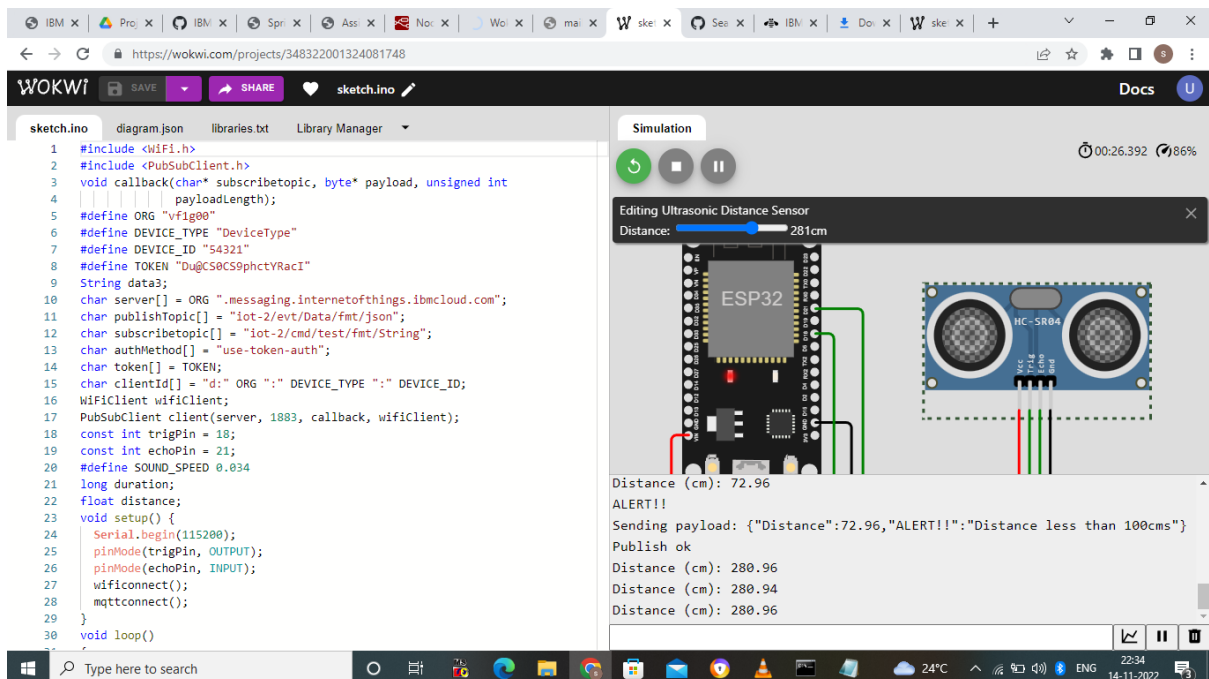 IBM X
Proj X
IBM X
Spri X
Assi X
Noc X
Wol X
mai X
sket X
Sea X
IBM X
Dov X
sket X
https://wokwi.com/projects/348322001324081748
S
WOKWI SAVE SHARE sketch.ino Docs U
sketch.ino diagram.json libraries.txt Library Manager
1 #include <WiFi.h>
2 #include <PubSubClient.h>
3 void callback(char* subscribetopic, byte* payload, unsigned int
4 payloadLength);
5 #define ORG "vf1g00"
6 #define DEVICE_TYPE "DeviceType"
7 #define DEVICE_ID "54321"
8 #define TOKEN "Du@CS0CS9phctYRacI"
9 String data3;
10 char server[] = ORG ".messaging.internetofthings.ibmcloud.com";
11 char publishTopic[] = "iot-2/evt/Data/fmt/json";
12 char subscribetopic[] = "iot-2/cmd/test/fmt/String";
13 char authMethod[] = "use-token-auth";
14 char token[] = TOKEN;
15 char clientId[] = "d:" ORG ":" DEVICE_TYPE ":" DEVICE_ID;
16 WiFiClient wifiClient;
17 PubSubClient client(server, 1883, callback, wifiClient);
18 const int trigPin = 18;
19 const int echoPin = 21;
20 #define SOUND_SPEED 0.034
21 long duration;
22 float distance;
23 void setup() {
24 Serial.begin(115200);
25 pinMode(trigPin, OUTPUT);
26 pinMode(echoPin, INPUT);
27 wificonnect();
28 mqttconnect();
29 }
30 void loop()
Simulation
00:26.392 86%
Editing Ultrasonic Distance Sensor
Distance: 281cm
ESP32
HC-SR04
Vcc
Trig
Echo
Gnd
Distance (cm): 72.96
ALERT!!
Sending payload: {"Distance":72.96,"ALERT!!":"Distance less than 100cms"}
Publish ok
Distance (cm): 280.96
Distance (cm): 280.94
Distance (cm): 280.96
Type here to search
24°C
ENG
22:34
14-11-2022
3